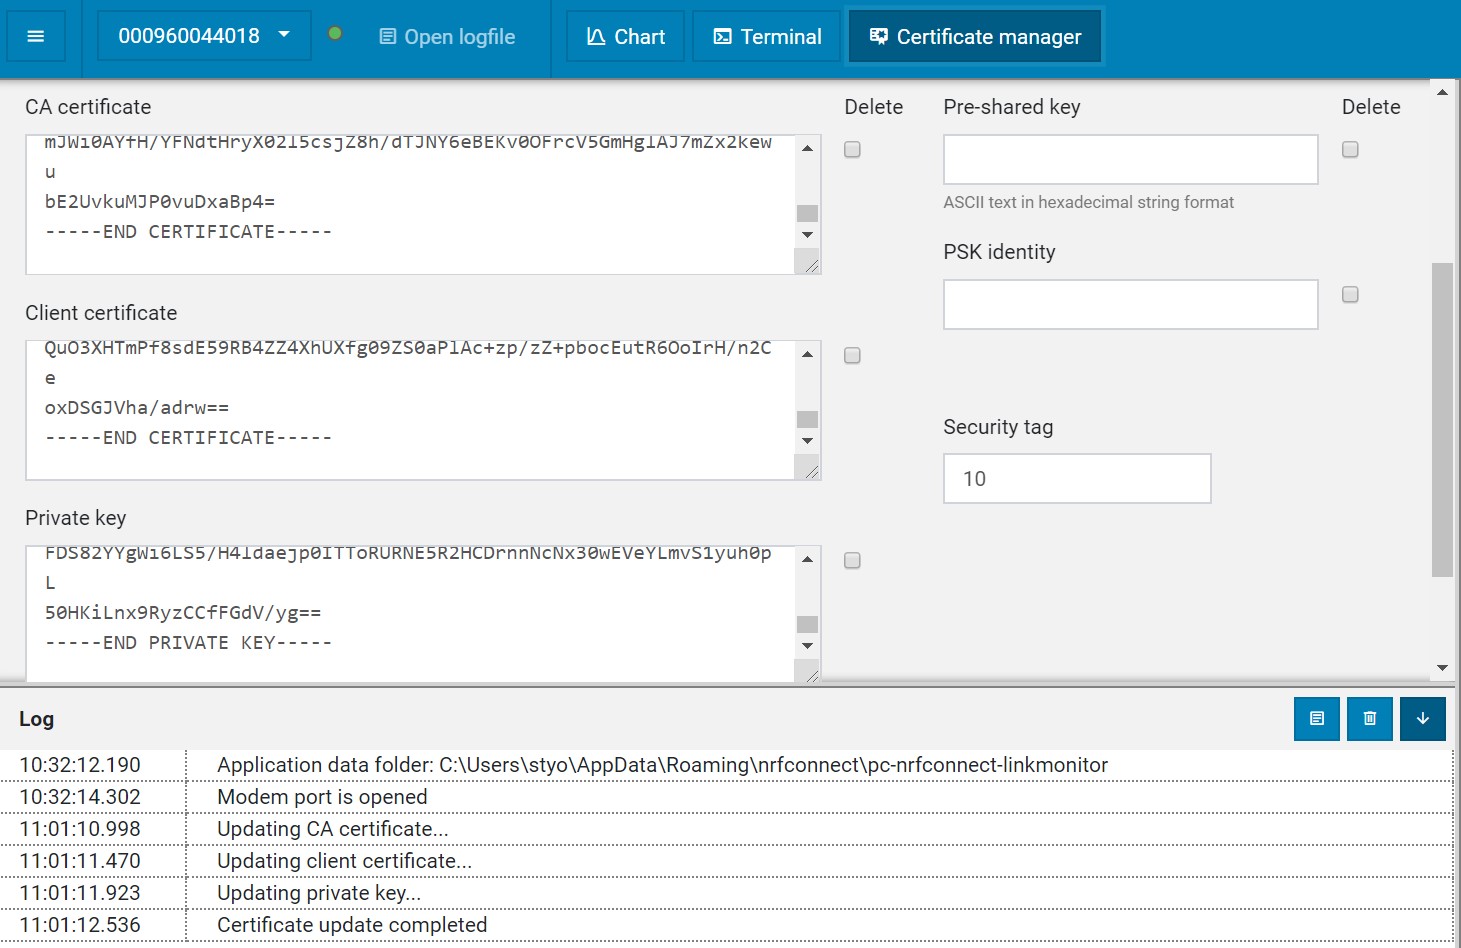 000960044018
Open logfile
Chart
Terminal
Certificate manager
CA certificate
Delete
mJWi0AYfH/YFNdtHryX02I5csjZ8h/dTJNY6eBEKv0OFrcV5GmHglAJ7mZx2kew
u
bE2UvkuMJP0vuDxaBp4=
-----END CERTIFICATE-----
Client certificate
QuO3XHTmPf8sdE59RB4ZZ4XhUXfg09ZS0aPlAc+zp/zZ+pbocEutR6OoIrH/n2C
e
oxDSGJVha/adrw==
-----END CERTIFICATE-----
Private key
FDS82YYgWi6LS5/H4ldaejp0ITToRURNE5R2HCDrnnNcNx30wEVeYLmvS1yuh0p
L
50HKiLnx9RyzCCfFFGdV/yg==
-----END PRIVATE KEY-----
Pre-shared key
Delete
ASCII text in hexadecimal string format
PSK identity
Security tag
10
Log
10:32:12.190 Application data folder: C:\Users\styo\AppData\Roaming\nrfconnect\pc-nrfconnect-linkmonitor
10:32:14.302 Modem port is opened
11:01:10.998 Updating CA certificate...
11:01:11.470 Updating client certificate...
11:01:11.923 Updating private key...
11:01:12.536 Certificate update completed